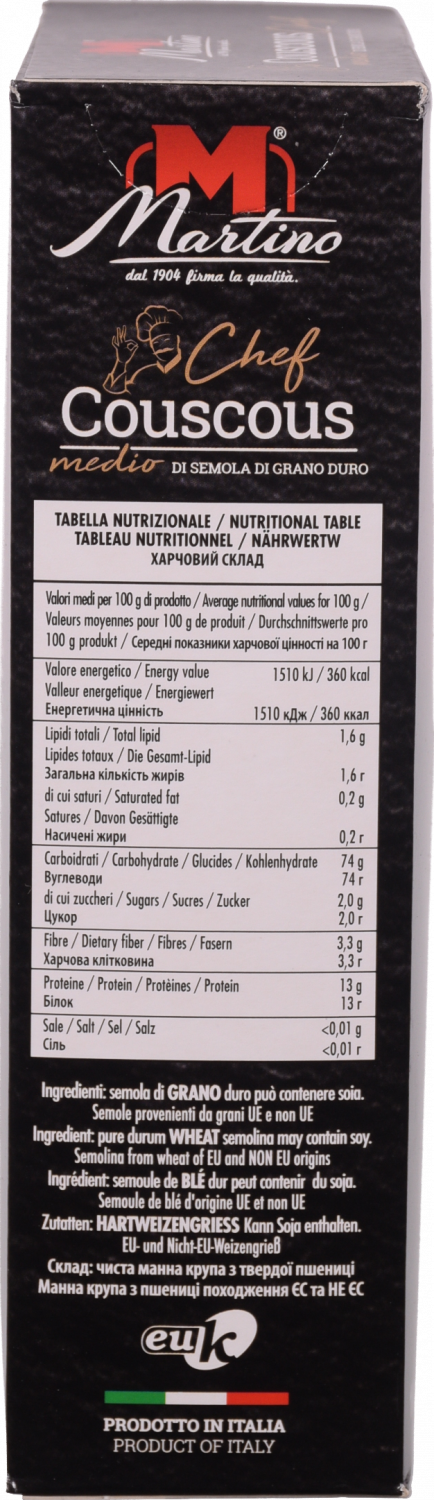 M®
Martino
dal 1904 firma la qualità.
Chef
Couscous
medio DI SEMOLA DI GRANO DURO
TABELLA NUTRIZIONALE / NUTRITIONAL TABLE
TABLEAU NUTRITIONNEL / NÄHRWERTW
ХАРЧОВИЙ СКЛАД
Valori medi per 100 g di prodotto / Average nutritional values for 100 g /
Valeurs moyennes pour 100 g de produit / Durchschnittswerte pro
100 g produkt / Середні показники харчової цінності на 100 г
Valore energetico / Energy value 1510 kJ / 360 kcal
Valleur energetique / Energiewert
Енергетична цінність 1510 кДж / 360 ккал
Lipidi totali / Total lipid 1,6 g
Lipides totaux / Die Gesamt-Lipid
Загальна кількість жирів 1,6 г
di cui saturi / Saturated fat 0,2 g
Satures / Davon Gesättigte
Насичені жири 0,2 г
Carboidrati / Carbohydrate / Glucides / Kohlenhydrate 74 g
Вуглеводи 74 г
di cui zuccheri / Sugars / Sucres / Zucker 2,0 g
Цукор 2,0 г
Fibre / Dietary fiber / Fibres / Fasern 3,3 g
Харчова клітковина 3,3 г
Proteine / Protein / Protèines / Protein 13 g
Білок 13 г
Sale / Salt / Sel / Salz <0,01 g
Сіль <0,01 г
Ingredienti: semola di GRANO duro può contenere soia.
Semole provenienti da grani UE e non UE
Ingredient: pure durum WHEAT semolina may contain soy.
Semolina from wheat of EU and NON EU origins
Ingrédient: semoule de BLÉ dur peut contenir du soja.
Semoule de blé d'origine UE et non UE
Zutaten: HARTWEIZENGRIESS Kann Soja enthalten.
EU- und Nicht-EU-Weizengrieß
Склад: чиста манна крупа з твердої пшениці
Манна крупа з пшениці походження ЄС та НЕ ЄС
euk
PRODOTTO IN ITALIA
PRODUCT OF ITALY